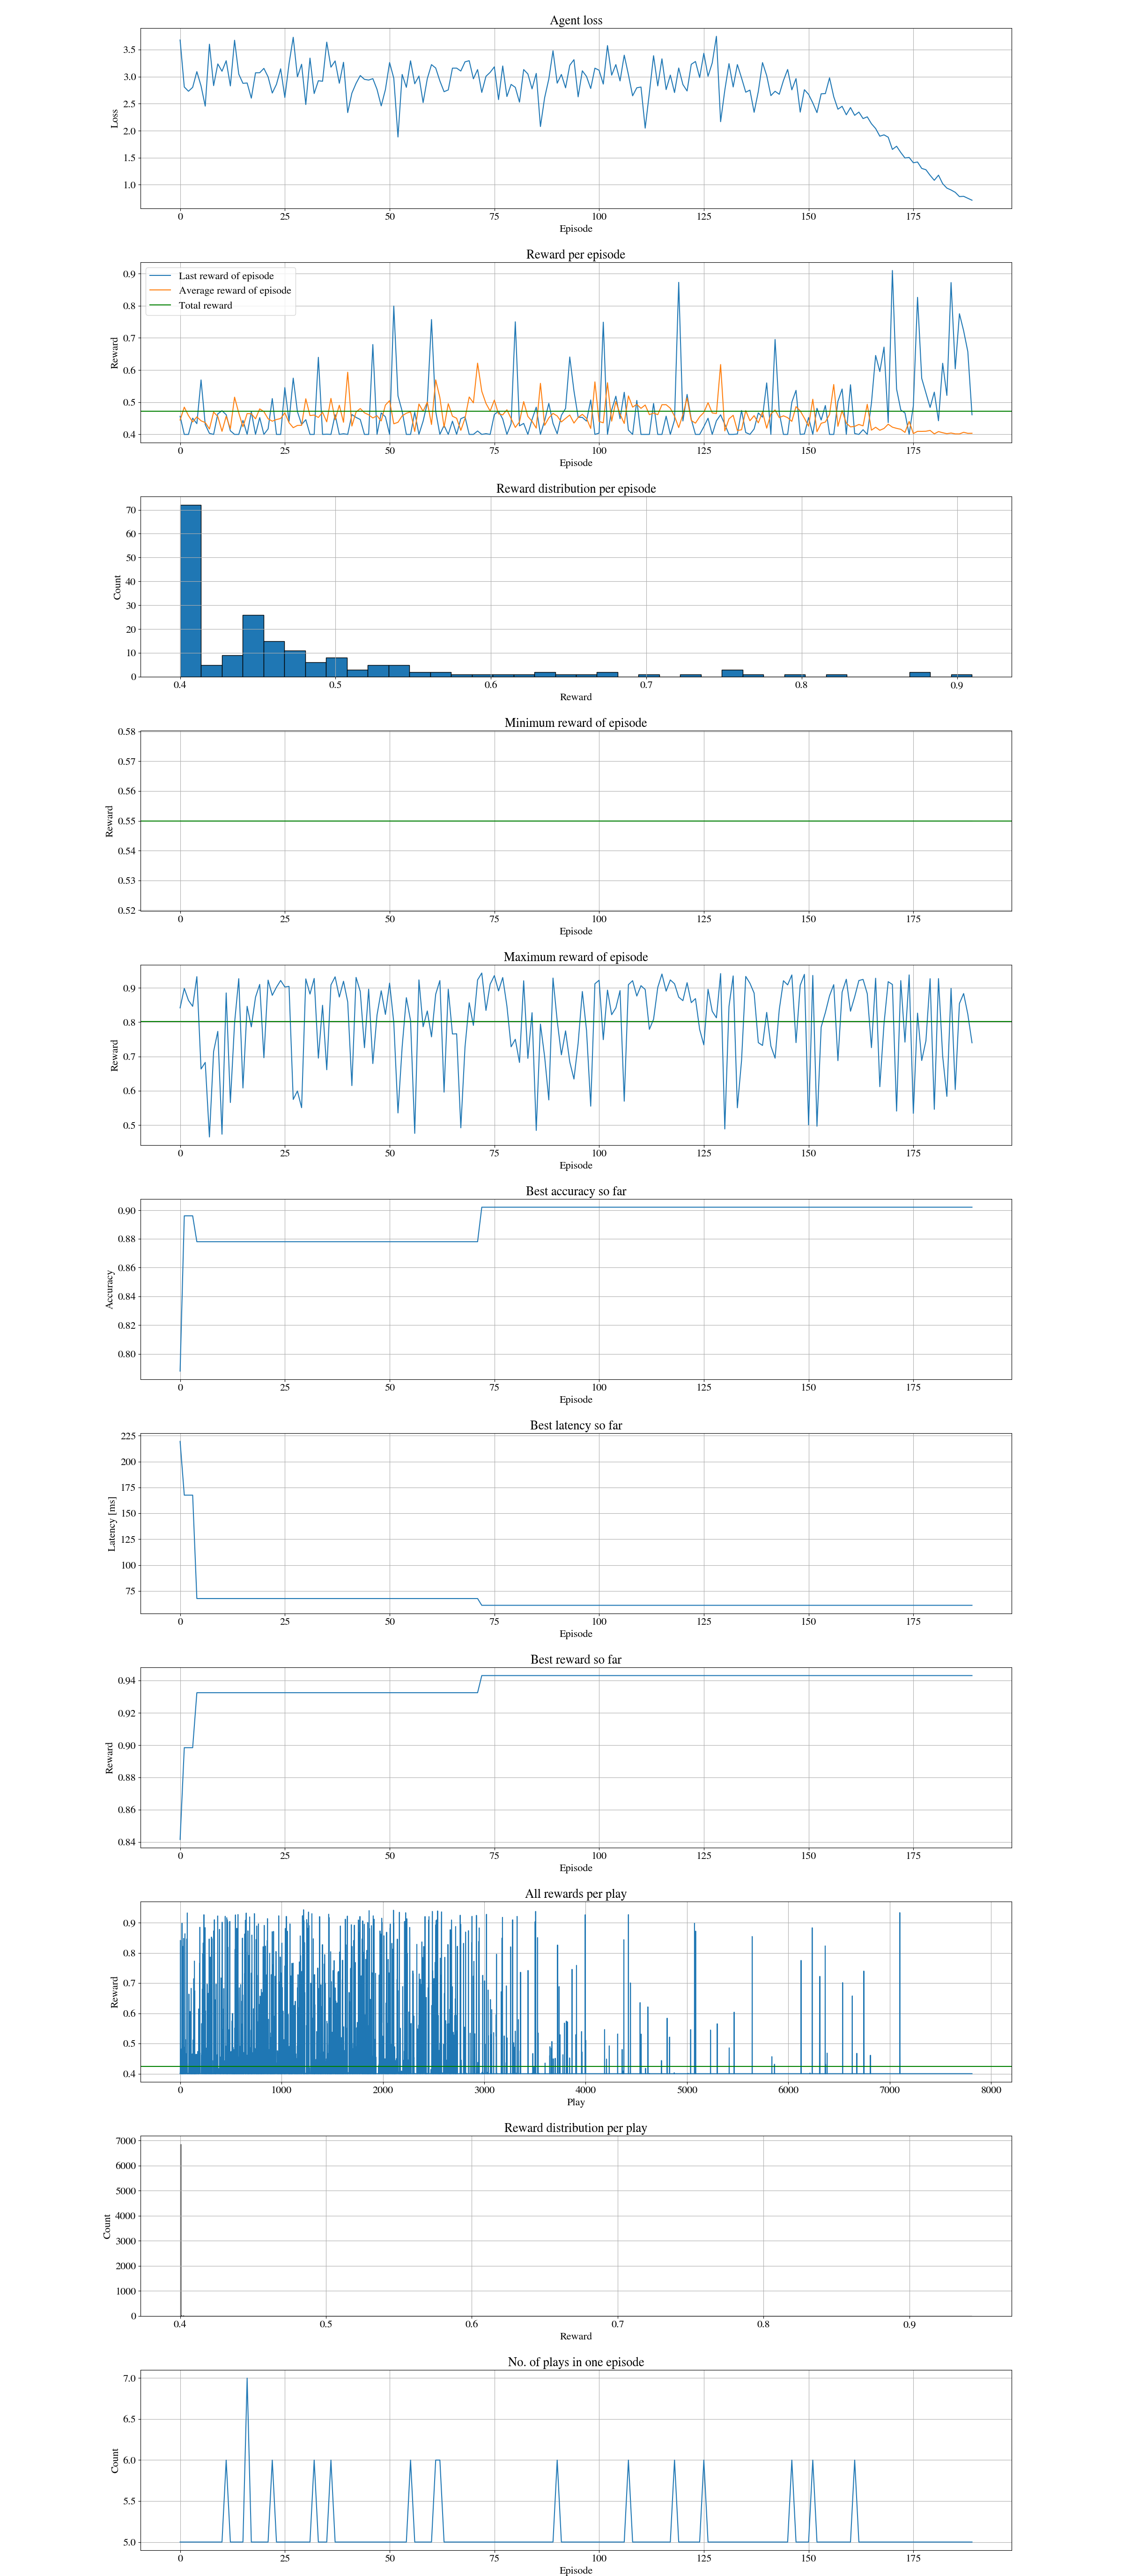 Agent loss
3.5
3.0
2.5
2.0
1.5
1.0
Loss
0 25 50 75 100 125 150 175
Episode
Reward per episode
Last reward of episode
Average reward of episode
Total reward
0.9
0.8
0.7
0.6
0.5
0.4
Reward
0 25 50 75 100 125 150 175
Episode
Reward distribution per episode
70
60
50
40
30
20
10
0
Count
0.4 0.5 0.6 0.7 0.8 0.9
Reward
Minimum reward of episode
0.58
0.57
0.56
0.55
0.54
0.53
0.52
Reward
0 25 50 75 100 125 150 175
Episode
Maximum reward of episode
0.9
0.8
0.7
0.6
0.5
Reward
0 25 50 75 100 125 150 175
Episode
Best accuracy so far
0.90
0.88
0.86
0.84
0.82
0.80
Accuracy
0 25 50 75 100 125 150 175
Episode
Best latency so far
225
200
175
150
125
100
75
Latency [ms]
0 25 50 75 100 125 150 175
Episode
Best reward so far
0.94
0.92
0.90
0.88
0.86
0.84
Reward
0 25 50 75 100 125 150 175
Episode
All rewards per play
0.9
0.8
0.7
0.6
0.5
0.4
Reward
0 1000 2000 3000 4000 5000 6000 7000 8000
Play
Reward distribution per play
7000
6000
5000
4000
3000
2000
1000
0
Count
0.4 0.5 0.6 0.7 0.8 0.9
Reward
No. of plays in one episode
7.0
6.5
6.0
5.5
5.0
Count
0 25 50 75 100 125 150 175
Episode